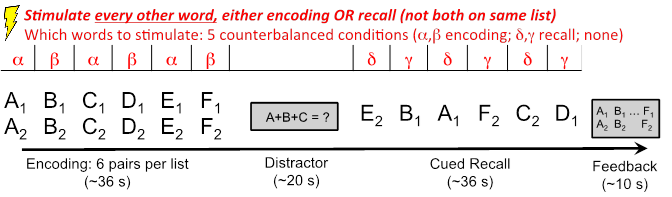 Stimulate every other word, either encoding OR recall (not both on same list)
Which words to stimulate: 5 counterbalanced conditions (α,β encoding; δ,γ recall; none)
α β α β α β δ γ δ γ δ γ
A₁ B₁ C₁ D₁ E₁ F₁
A₂ B₂ C₂ D₂ E₂ F₂
A+B+C = ?
E₂ B₁ A₁ F₂ C₂ D₁
A₁ B₁ ... F₁
A₂ B₂ F₂
Encoding: 6 pairs per list
(~36 s)
Distractor
(~20 s)
Cued Recall
(~36 s)
Feedback
(~10 s)